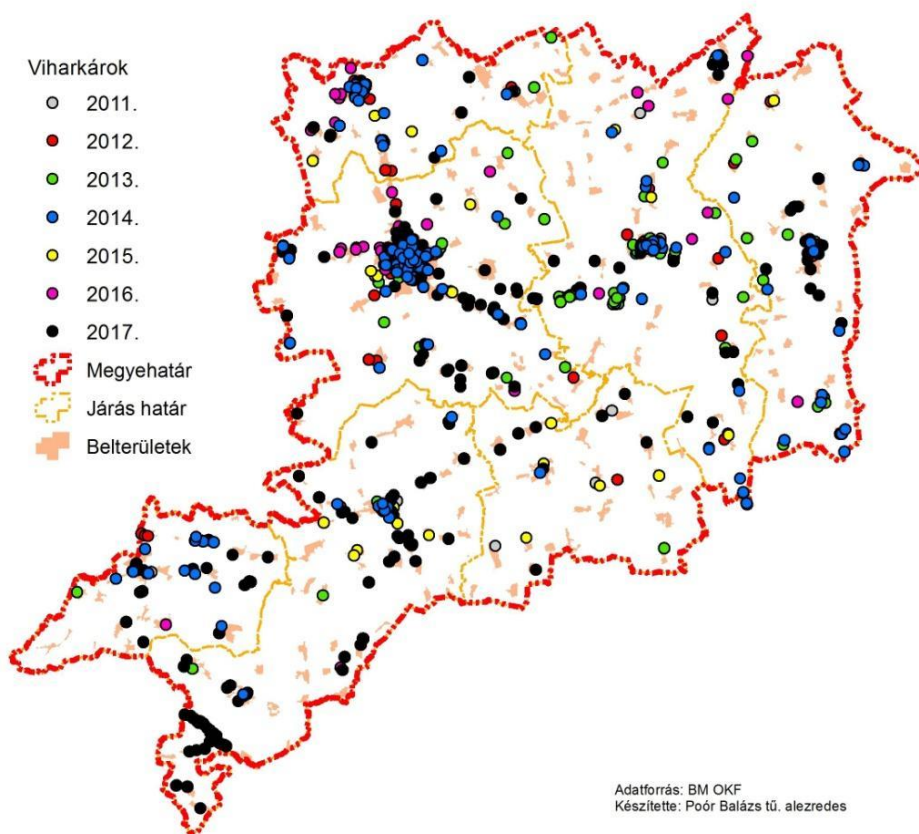 Viharkárok
2011.
2012.
2013.
2014.
2015.
2016.
2017.
Megyehatár
Járás határ
Belterületek
Adatforrás: BM OKF
Készítette: Poór Balázs tű. alezredes